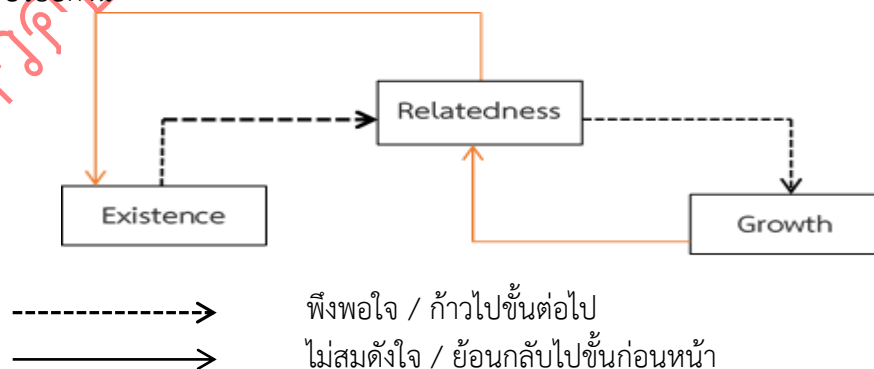 Relatedness
Existence
Growth
พึงพอใจ / ก้าวไปขั้นต่อไป
ไม่สมดังใจ / ย้อนกลับไปขั้นก่อนหน้า